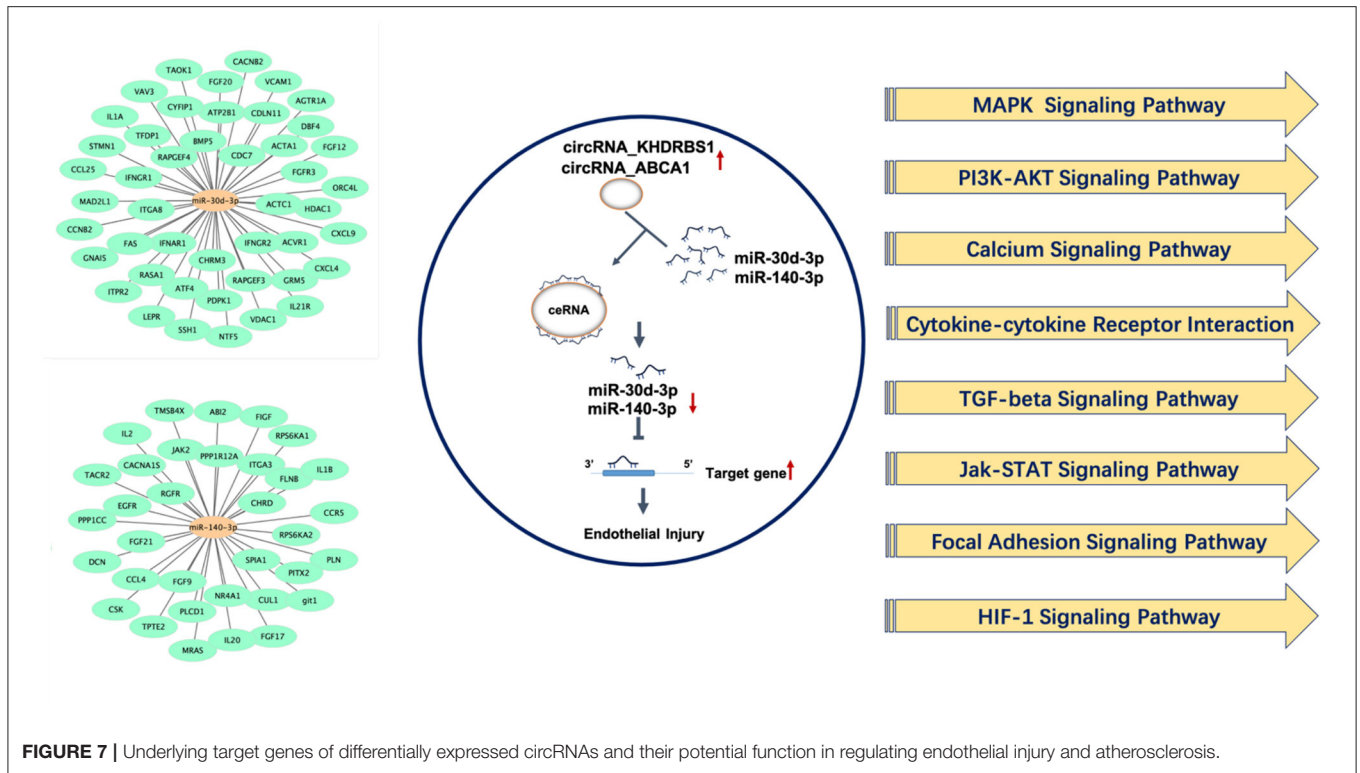 CACNB2
TAOK1
FGF20
VCAM1
VAV3
CYFIP1
ATP2B1
CDLN11
AGTR1A
IL1A
TFDP1
BMP5
DBF4
STMN1
RAPGEF4
CDC7
ACTA1
FGF12
CCL25
IFNGR1
FGFR3
MAD2L1
ITGA8
miR-30d-3p
ACTC1
HDAC1
ORC4L
CCNB2
CXCL9
GNAI5
FAS
IFNAR1
IFNGR2
ACVR1
CHRM3
ITPR2
RASA1
ATF4
PDPK1
RAPGEF3
GRM5
CXCL4
LEPR
SSH1
NTF5
VDAC1
IL21R
TMSB4X
ABI2
FIGF
IL2
JAK2
PPP1R12A
RPS6KA1
TACR2
CACNA1S
ITGA3
FLNB
IL1B
RGFR
CHRD
PPP1CC
EGFR
miR-140-3p
CCR5
FGF21
RPS6KA2
DCN
SPIA1
PLN
CCL4
FGF9
PITX2
CSK
PLCD1
NR4A1
CUL1
git1
TPTE2
MRAS
IL20
FGF17
circRNA_KHDRBS1
circRNA_ABCA1
miR-30d-3p
miR-140-3p
ceRNA
miR-30d-3p
miR-140-3p
3' 5'
Target gene
Endothelial Injury
MAPK Signaling Pathway
PI3K-AKT Signaling Pathway
Calcium Signaling Pathway
Cytokine-cytokine Receptor Interaction
TGF-beta Signaling Pathway
Jak-STAT Signaling Pathway
Focal Adhesion Signaling Pathway
HIF-1 Signaling Pathway
FIGURE 7 | Underlying target genes of differentially expressed circRNAs and their potential function in regulating endothelial injury and atherosclerosis.